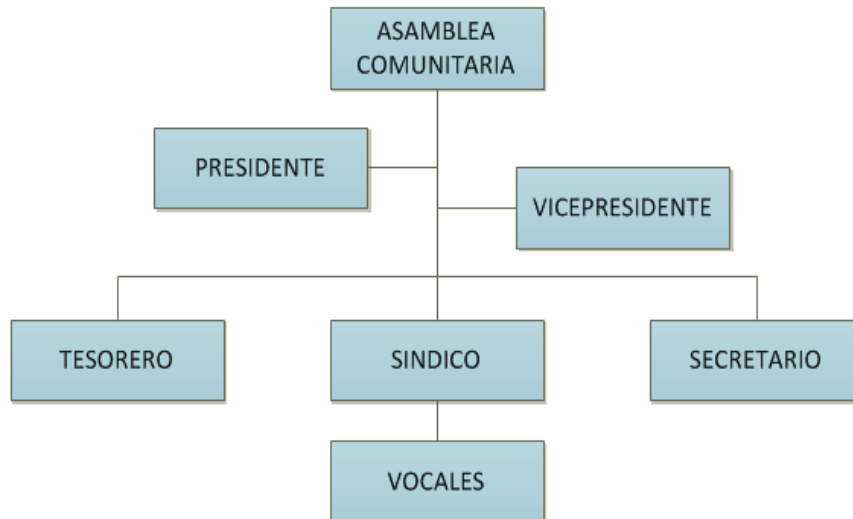 ASAMBLEA
COMUNITARIA
PRESIDENTE
VICEPRESIDENTE
TESORERO
SINDICO
SECRETARIO
VOCALES